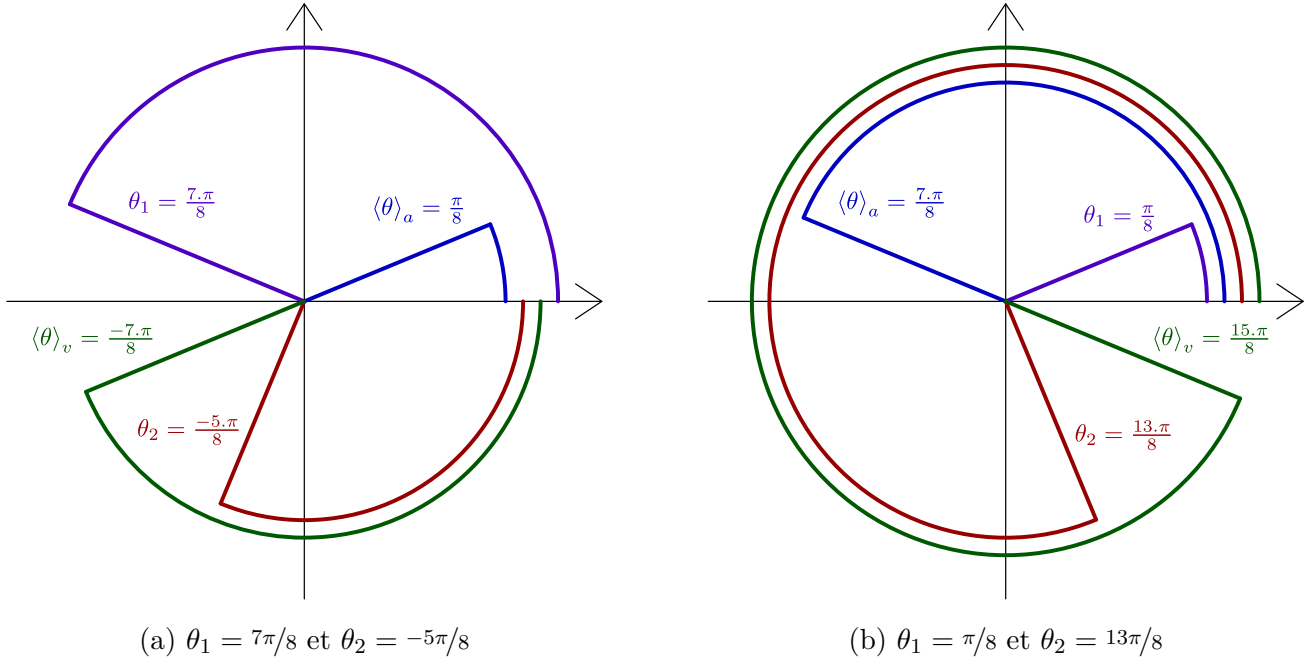 θ₁ = 7.π/8
⟨θ⟩ₐ = π/8
⟨θ⟩ᵥ = −7.π/8
θ₂ = −5.π/8
(a) θ₁ = 7π/8 et θ₂ = −5π/8
⟨θ⟩ₐ = 7.π/8
θ₁ = π/8
⟨θ⟩ᵥ = 15.π/8
θ₂ = 13.π/8
(b) θ₁ = π/8 et θ₂ = 13π/8